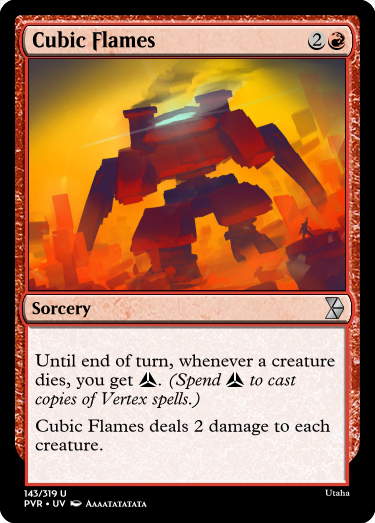 Cubic Flames
2
Sorcery
Until end of turn, whenever a creature
dies, you get . (Spend  to cast
copies of Vertex spells.)
Cubic Flames deals 2 damage to each
creature.
143/319 U
Utaha
PVR • UV AAAATATATATA